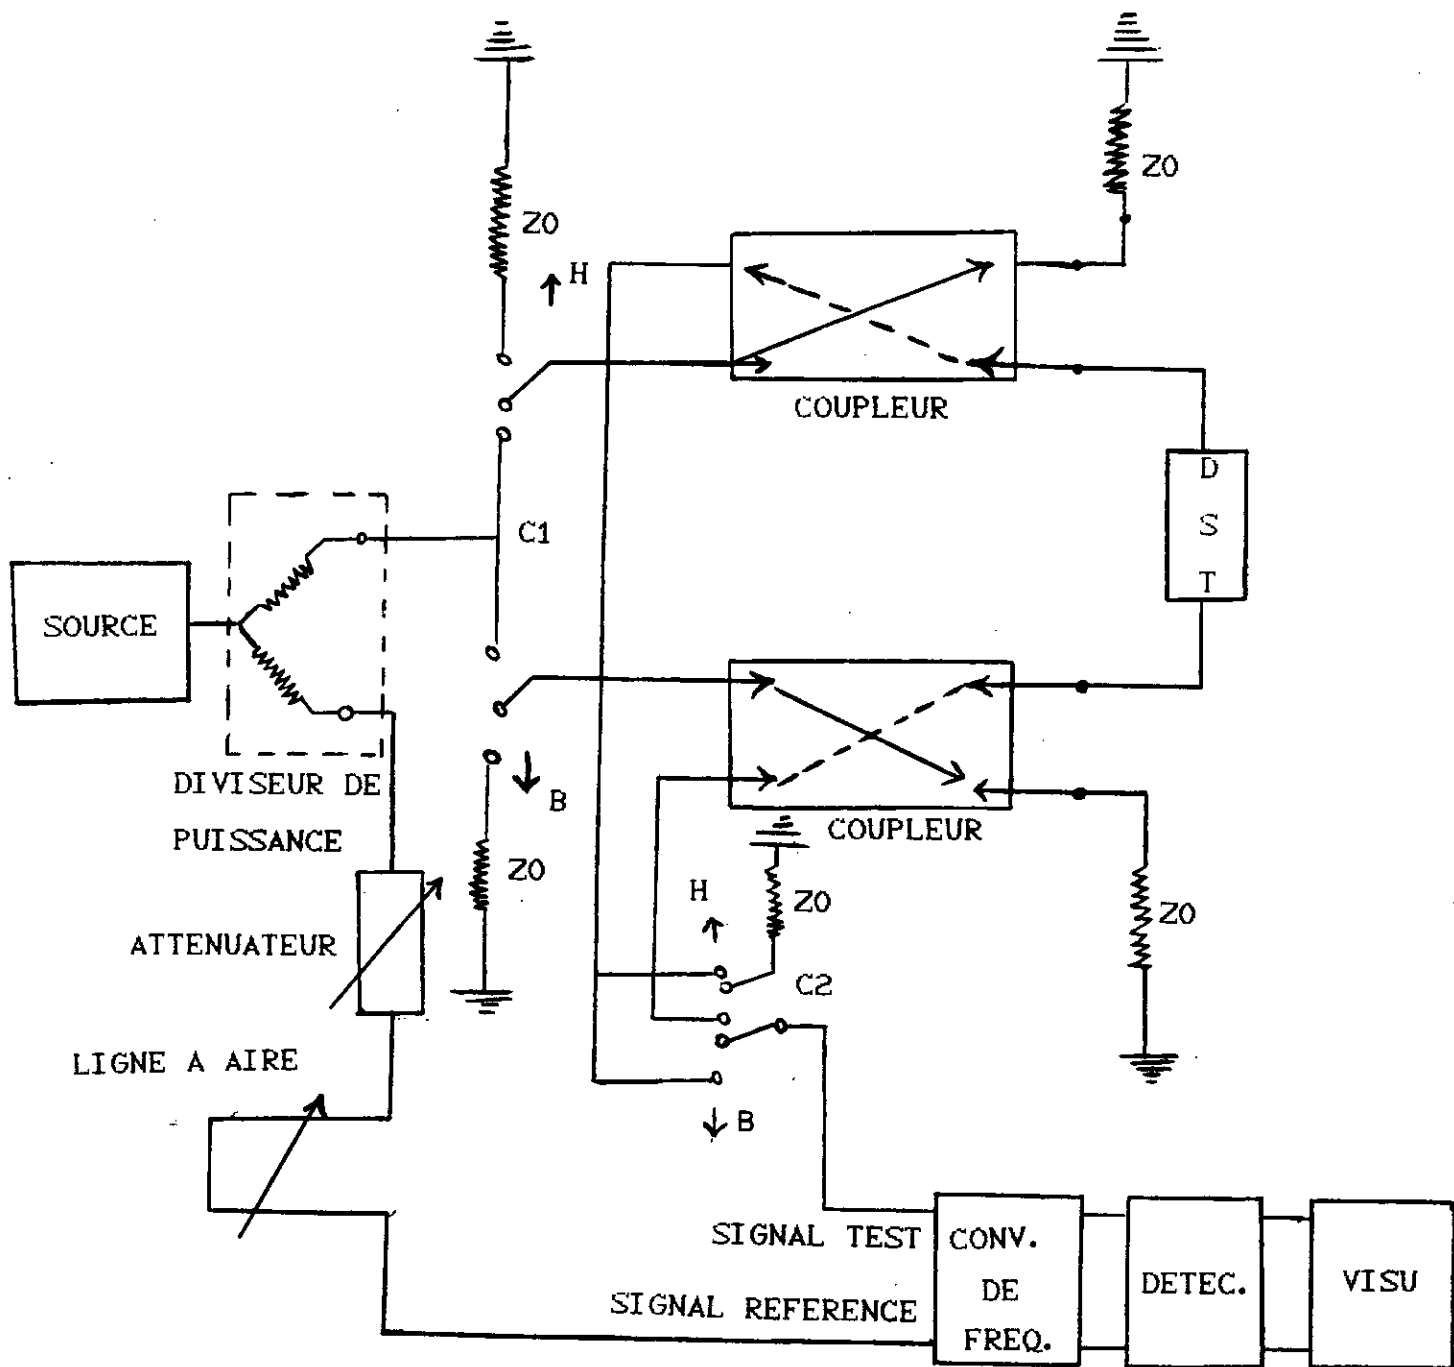 Z0
Z0
H
COUPLEUR
D
S
T
C1
SOURCE
DIVISEUR DE
PUISSANCE
B
COUPLEUR
Z0
H
Z0
Z0
ATTENUATEUR
C2
LIGNE A AIRE
B
SIGNAL TEST
CONV.
DE
FREQ.
DETEC.
VISU
SIGNAL REFERENCE